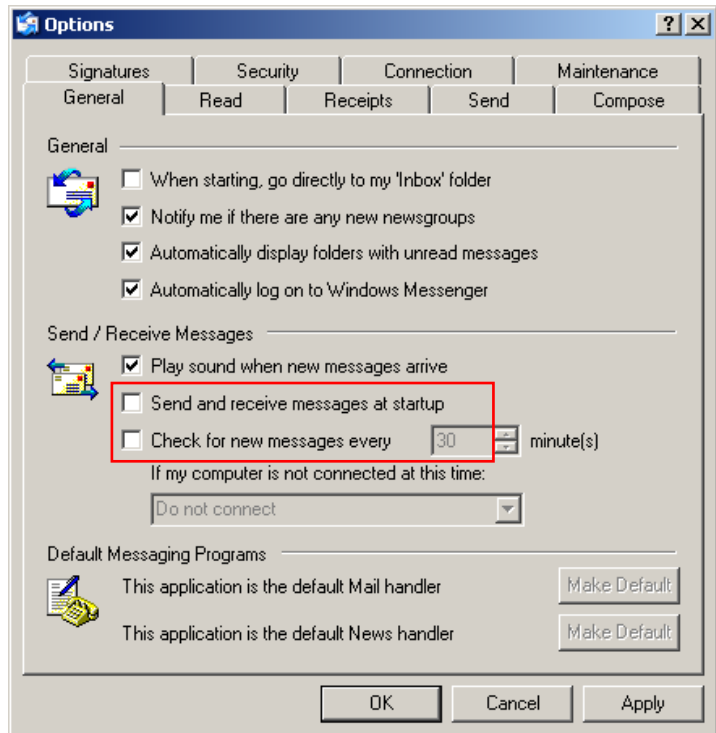 Options
Signatures Security Connection Maintenance
General Read Receipts Send Compose
General
When starting, go directly to my 'Inbox' folder
Notify me if there are any new newsgroups
Automatically display folders with unread messages
Automatically log on to Windows Messenger
Send / Receive Messages
Play sound when new messages arrive
Send and receive messages at startup
Check for new messages every 30 minute(s)
If my computer is not connected at this time:
Do not connect
Default Messaging Programs
This application is the default Mail handler Make Default
This application is the default News handler Make Default
OK Cancel Apply